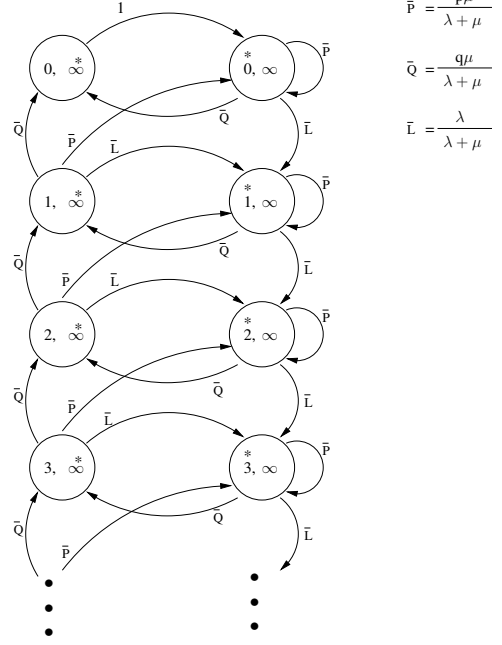 1
P̄ = pμ / λ + μ
0, ∞*
0*, ∞
P̄
Q̄ = qμ / λ + μ
Q̄
P̄
Q̄
L̄
L̄
L̄ = λ / λ + μ
1, ∞*
1*, ∞
P̄
Q̄
P̄
Q̄
L̄
L̄
2, ∞*
2*, ∞
P̄
Q̄
P̄
Q̄
L̄
L̄
3, ∞*
3*, ∞
P̄
Q̄
P̄
Q̄
L̄